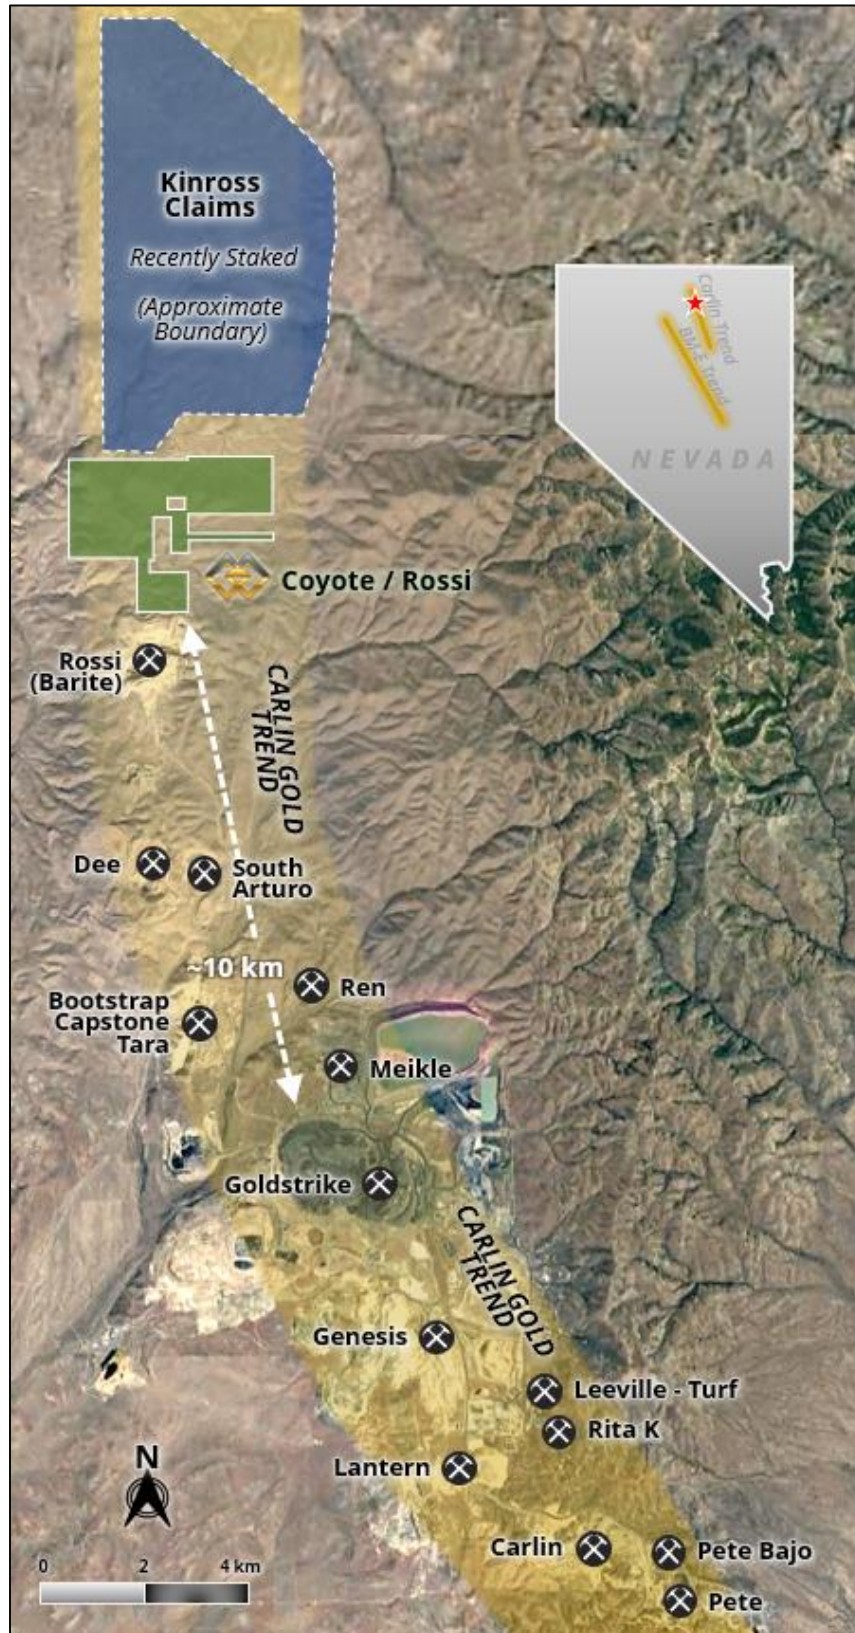 Kinross
Claims
Recently Staked
(Approximate
Boundary)
Carlin Trend
BM-E Trend
NEVADA
Coyote / Rossi
Rossi
(Barite)
CARLIN GOLD
TREND
Dee
South
Arturo
~10 km
Ren
Bootstrap
Capstone
Tara
Meikle
Goldstrike
CARLIN GOLD
TREND
Genesis
Leeville - Turf
Rita K
Lantern
N
Carlin
Pete Bajo
Pete
0 2 4 km